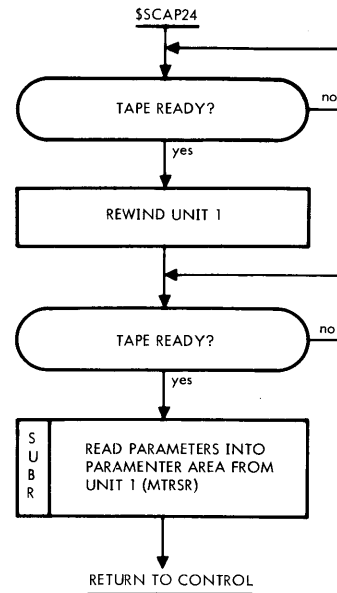 $SCAP24
TAPE READY?
no
yes
REWIND UNIT 1
TAPE READY?
no
yes
SUBR
READ PARAMETERS INTO
PARAMENTER AREA FROM
UNIT 1 (MTRSR)
RETURN TO CONTROL